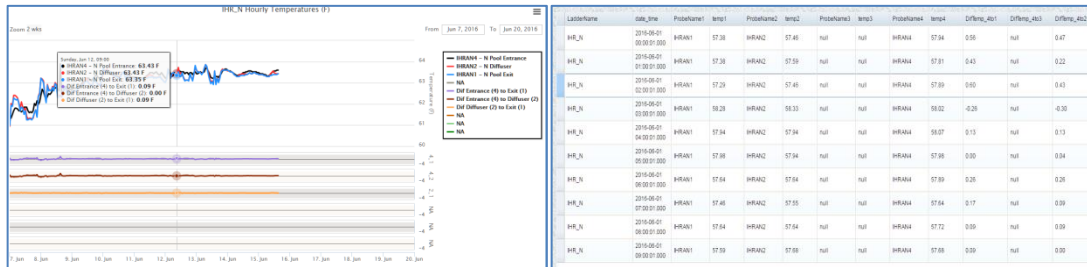 IHR_N Hourly Temperatures (F)
Zoom 2 wks
From Jun 7, 2016 To Jun 20, 2016
Sunday, Jun 12, 09:00
IHRAN4 - N Pool Entrance: 63.43 F
IHRAN2 - N Diffuser: 63.43 F
IHRAN1 - N Pool Exit: 63.35 F
Dif Entrance (4) to Exit (1): 0.09 F
Dif Entrance (4) to Diffuser (2): 0.00 F
Dif Diffuser (2) to Exit (1): 0.09 F
IHRAN4 - N Pool Entrance
IHRAN2 - N Diffuser
IHRAN1 - N Pool Exit
NA
Dif Entrance (4) to Exit (1)
Dif Entrance (4) to Diffuser (2)
Dif Diffuser (2) to Exit (1)
NA
NA
NA
64
63
62
61
60
Temperature (F)
4_1
-4
4_2
-4
2_1
-4
NA
-4
NA
-4
NA
-4
7. Jun 8. Jun 9. Jun 10. Jun 11. Jun 12. Jun 13. Jun 14. Jun 15. Jun 16. Jun 17. Jun 18. Jun 19. Jun 20. Jun
LadderName date_time ProbeName1 temp1 ProbeName2 temp2 ProbeName3 temp3 ProbeName4 temp4 DifTemp_4to1 DifTemp_4to3 DifTemp_4to2
IHR_N 2016-06-01 00:00:01.000 IHRAN1 57.38 IHRAN2 57.46 null null IHRAN4 57.94 0.56 null 0.47
IHR_N 2016-06-01 01:00:01.000 IHRAN1 57.38 IHRAN2 57.59 null null IHRAN4 57.81 0.43 null 0.22
IHR_N 2016-06-01 02:00:01.000 IHRAN1 57.29 IHRAN2 57.46 null null IHRAN4 57.89 0.60 null 0.43
IHR_N 2016-06-01 03:00:01.000 IHRAN1 58.28 IHRAN2 58.33 null null IHRAN4 58.02 -0.26 null
IHR_N 2016-06-01 04:00:01.000 IHRAN1 57.94 IHRAN2 57.94 null null IHRAN4 58.07 0.13 null 0.13
IHR_N 2016-06-01 05:00:01.000 IHRAN1 57.98 IHRAN2 57.94 null null IHRAN4 57.98 0.00 null 0.04
IHR_N 2016-06-01 06:00:01.000 IHRAN1 57.64 IHRAN2 57.64 null null IHRAN4 57.89 0.26 null 0.26
IHR_N 2016-06-01 07:00:01.000 IHRAN1 57.46 IHRAN2 57.55 null null IHRAN4 57.64 0.17 null 0.09
IHR_N 2016-06-01 08:00:01.000 IHRAN1 57.64 IHRAN2 57.64 null null IHRAN4 57.72 0.09 null 0.09
IHR_N 2016-06-01 09:00:01.000 IHRAN1 57.59 IHRAN2 57.68 null null IHRAN4 57.68 0.09 null 0.00